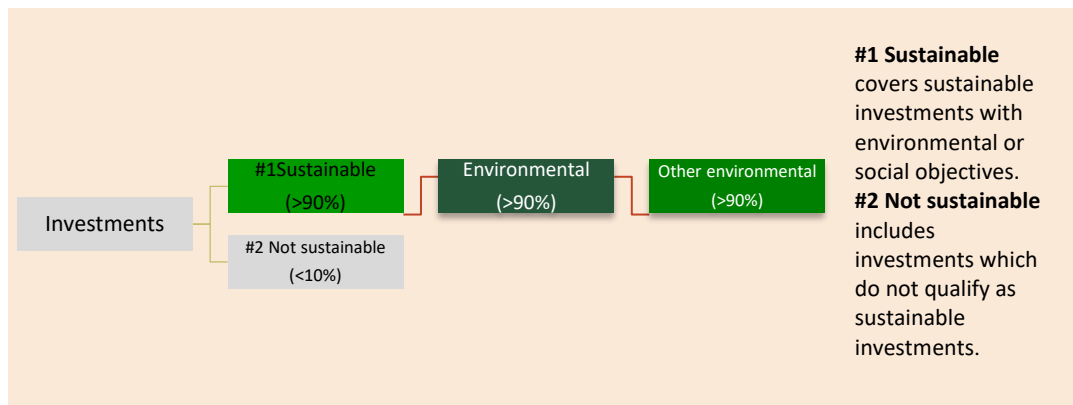 Investments
#1Sustainable
(>90%)
#2 Not sustainable
(<10%)
Environmental
(>90%)
Other environmental
(>90%)
#1 Sustainable
covers sustainable
investments with
environmental or
social objectives.
#2 Not sustainable
includes
investments which
do not qualify as
sustainable
investments.